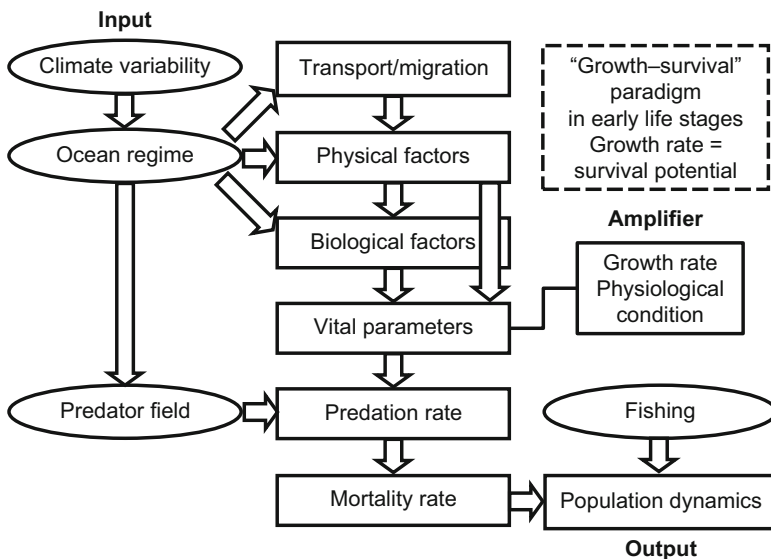 Input
Climate variability
Transport/migration
"Growth–survival"
paradigm
in early life stages
Growth rate =
survival potential
Ocean regime
Physical factors
Biological factors
Amplifier
Growth rate
Physiological
condition
Vital parameters
Predator field
Predation rate
Fishing
Mortality rate
Population dynamics
Output